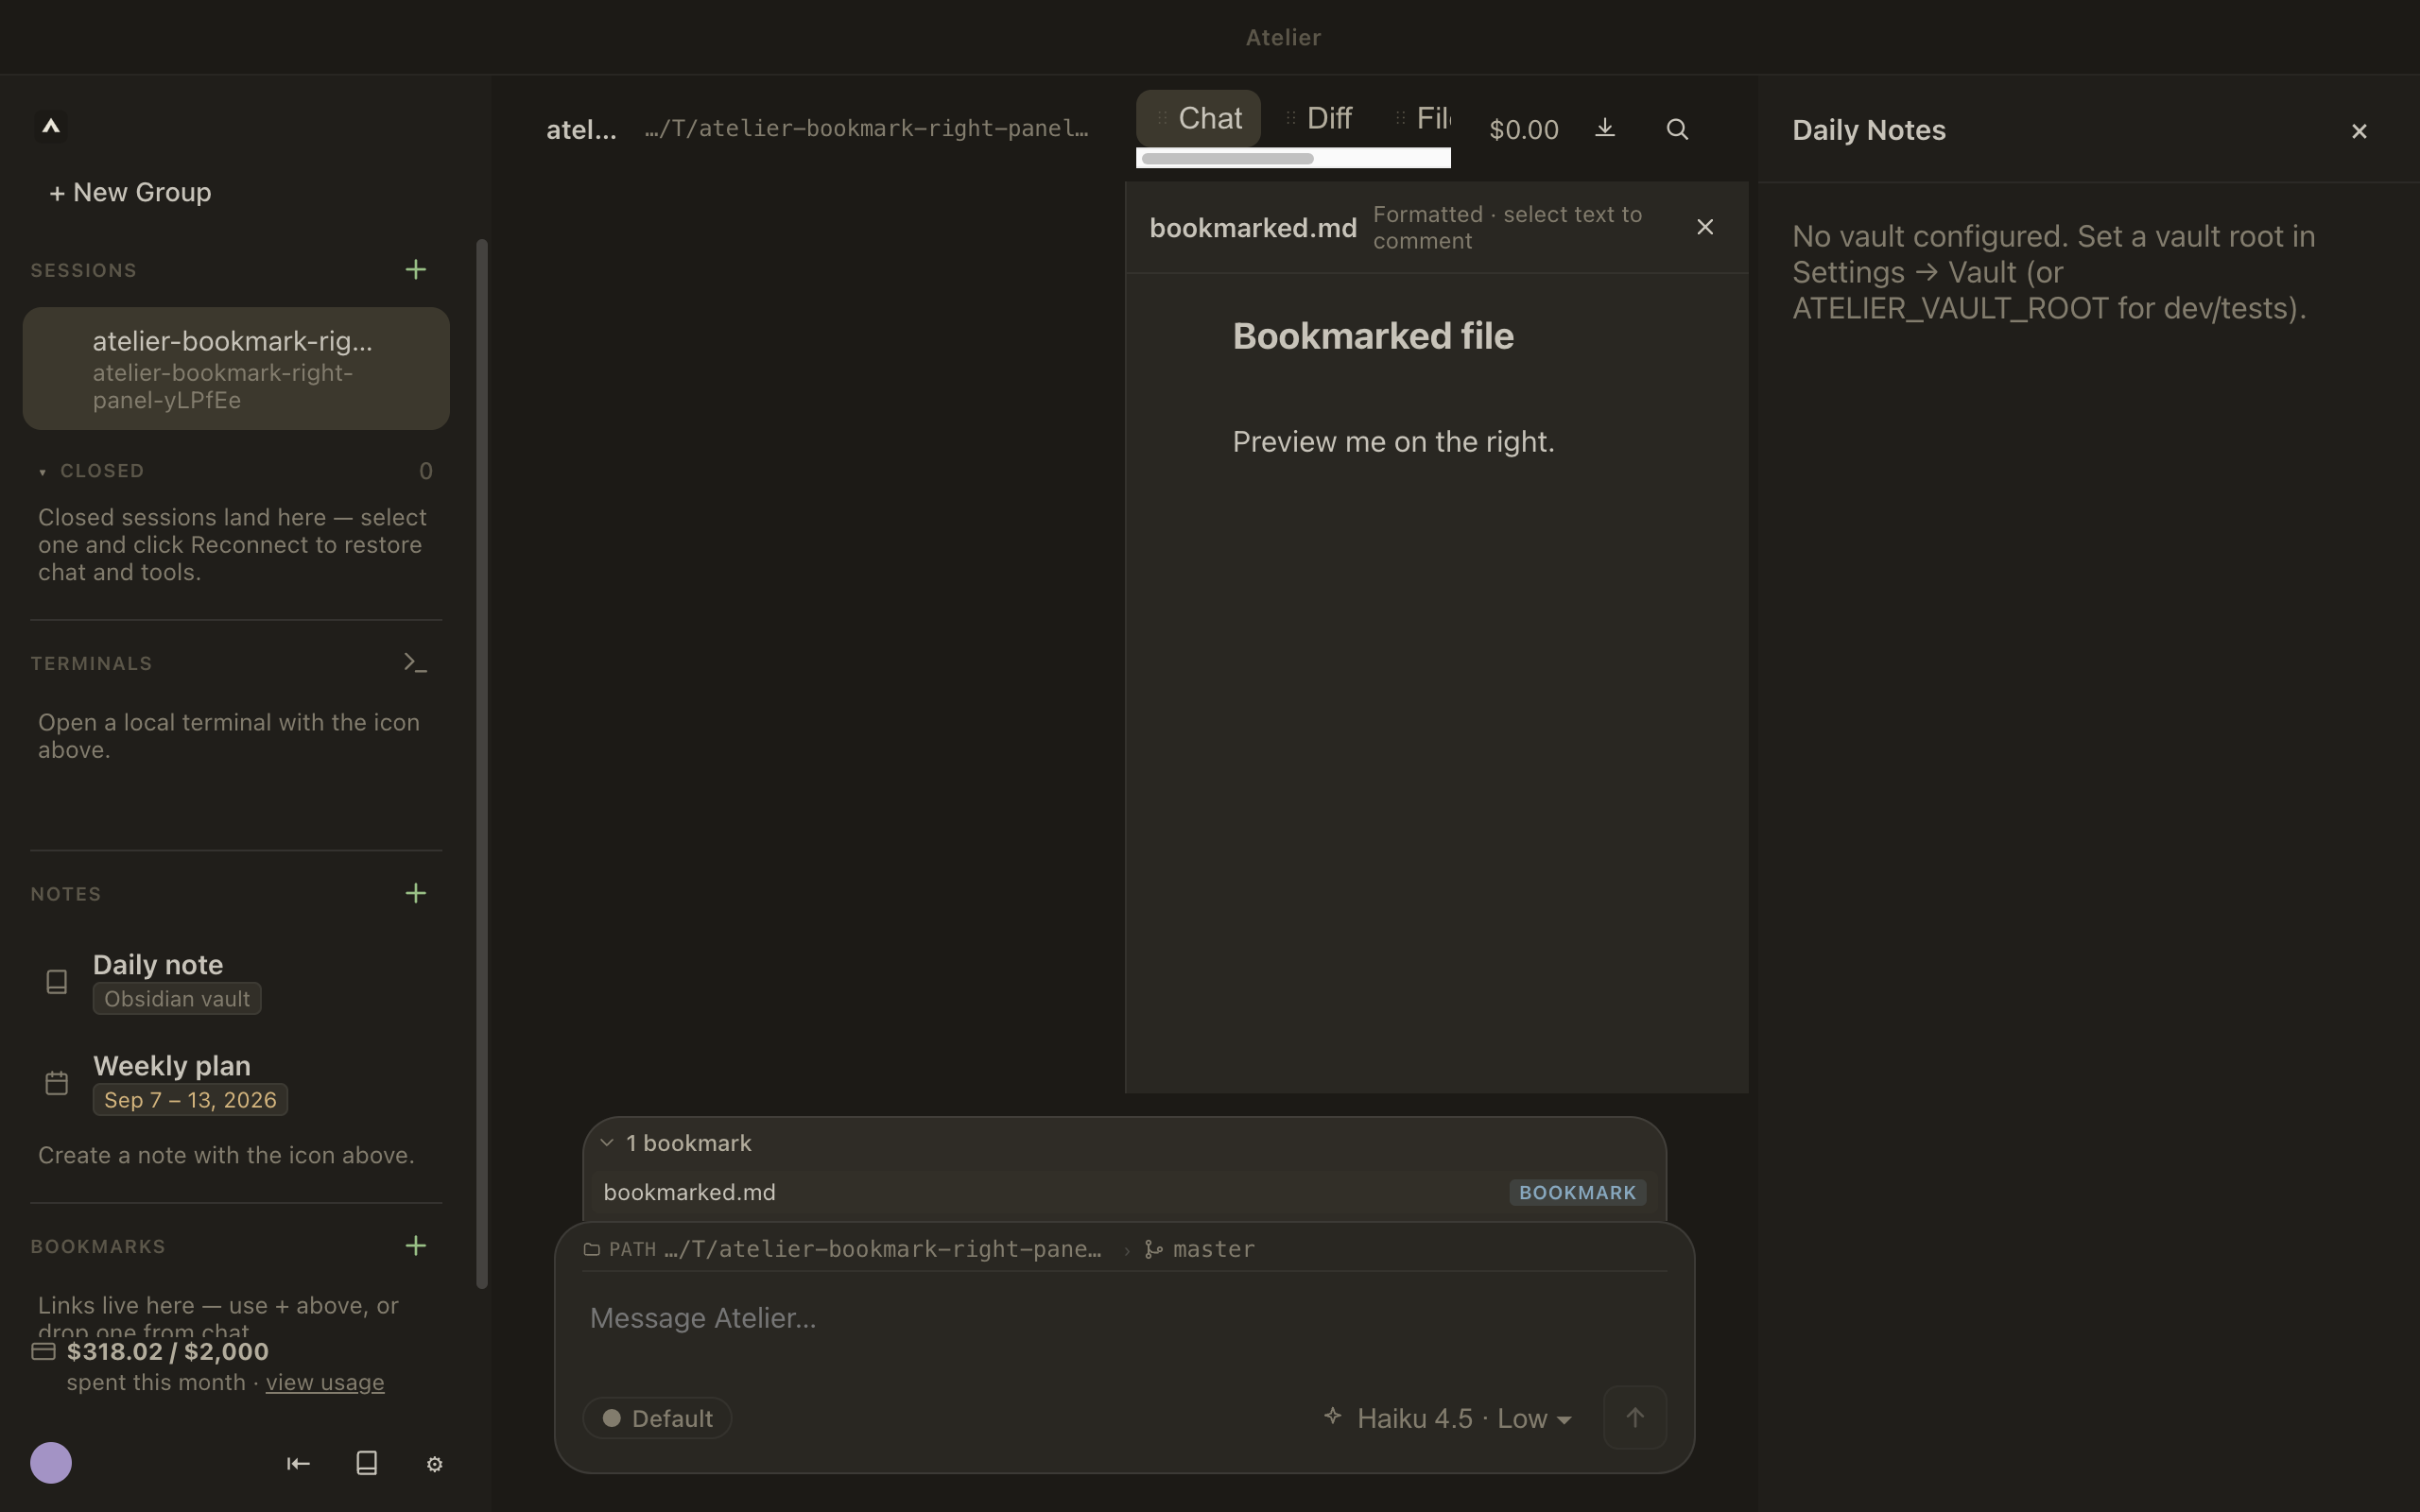 Atelier
+ New Group
SESSIONS
atelier-bookmark-rig...
atelier-bookmark-right-
panel-yLPfEe
CLOSED 0
Closed sessions land here — select
one and click Reconnect to restore
chat and tools.
TERMINALS
Open a local terminal with the icon
above.
NOTES
Daily note
Obsidian vault
Weekly plan
Sep 7 – 13, 2026
Create a note with the icon above.
BOOKMARKS
Links live here — use + above, or
drop one from chat
$318.02 / $2,000
spent this month · view usage
atel... …/T/atelier-bookmark-right-panel…
Chat Diff Fil
$0.00
bookmarked.md
Formatted · select text to
comment
Bookmarked file
Preview me on the right.
1 bookmark
bookmarked.md BOOKMARK
PATH …/T/atelier-bookmark-right-pane… › master
Message Atelier...
Default
Haiku 4.5 · Low
Daily Notes
No vault configured. Set a vault root in
Settings → Vault (or
ATELIER_VAULT_ROOT for dev/tests).